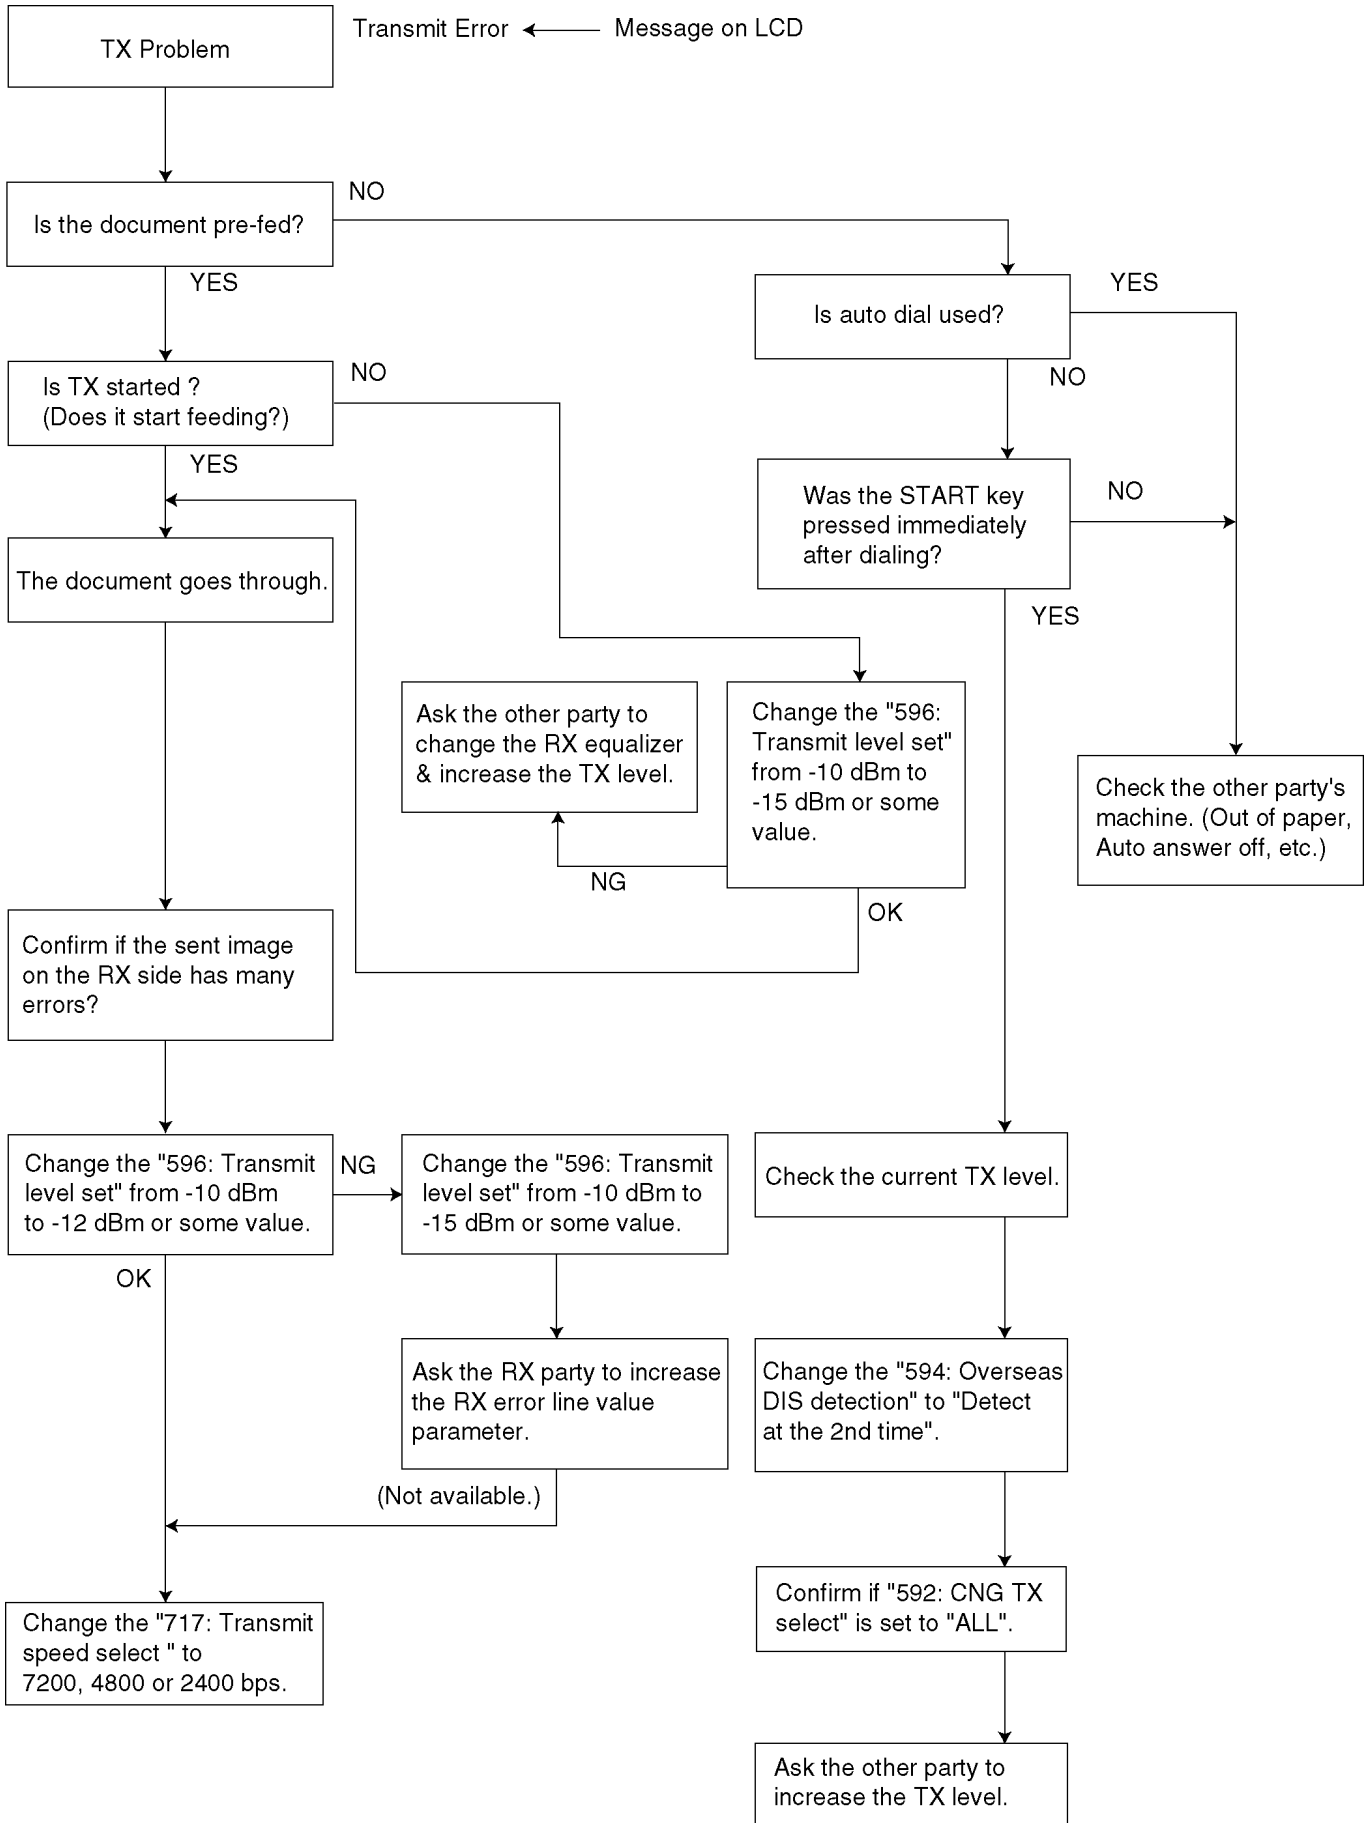 TX Problem
Transmit Error
Message on LCD
Is the document pre-fed?
NO
YES
Is auto dial used?
YES
NO
Is TX started ?
(Does it start feeding?)
NO
YES
Was the START key
pressed immediately
after dialing?
NO
YES
The document goes through.
Ask the other party to
change the RX equalizer
& increase the TX level.
Change the "596:
Transmit level set"
from -10 dBm to
-15 dBm or some
value.
NG
OK
Check the other party's
machine. (Out of paper,
Auto answer off, etc.)
Confirm if the sent image
on the RX side has many
errors?
Change the "596: Transmit
level set" from -10 dBm
to -12 dBm or some value.
NG
OK
Change the "596: Transmit
level set" from -10 dBm to
-15 dBm or some value.
Check the current TX level.
Ask the RX party to increase
the RX error line value
parameter.
(Not available.)
Change the "594: Overseas
DIS detection" to "Detect
at the 2nd time".
Change the "717: Transmit
speed select " to
7200, 4800 or 2400 bps.
Confirm if "592: CNG TX
select" is set to "ALL".
Ask the other party to
increase the TX level.